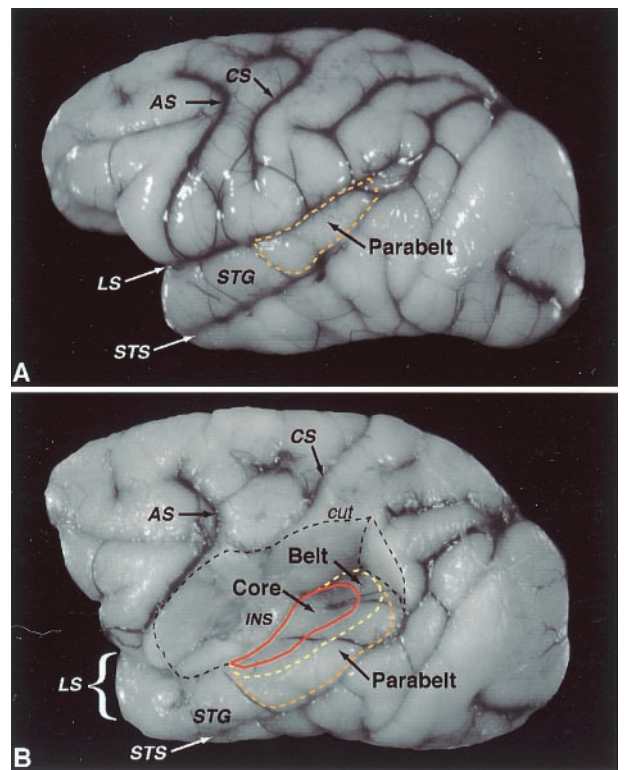 CS
AS
Parabelt
STG
LS
STS
A
CS
AS
cut
Belt
Core
INS
LS {
Parabelt
STG
STS
B